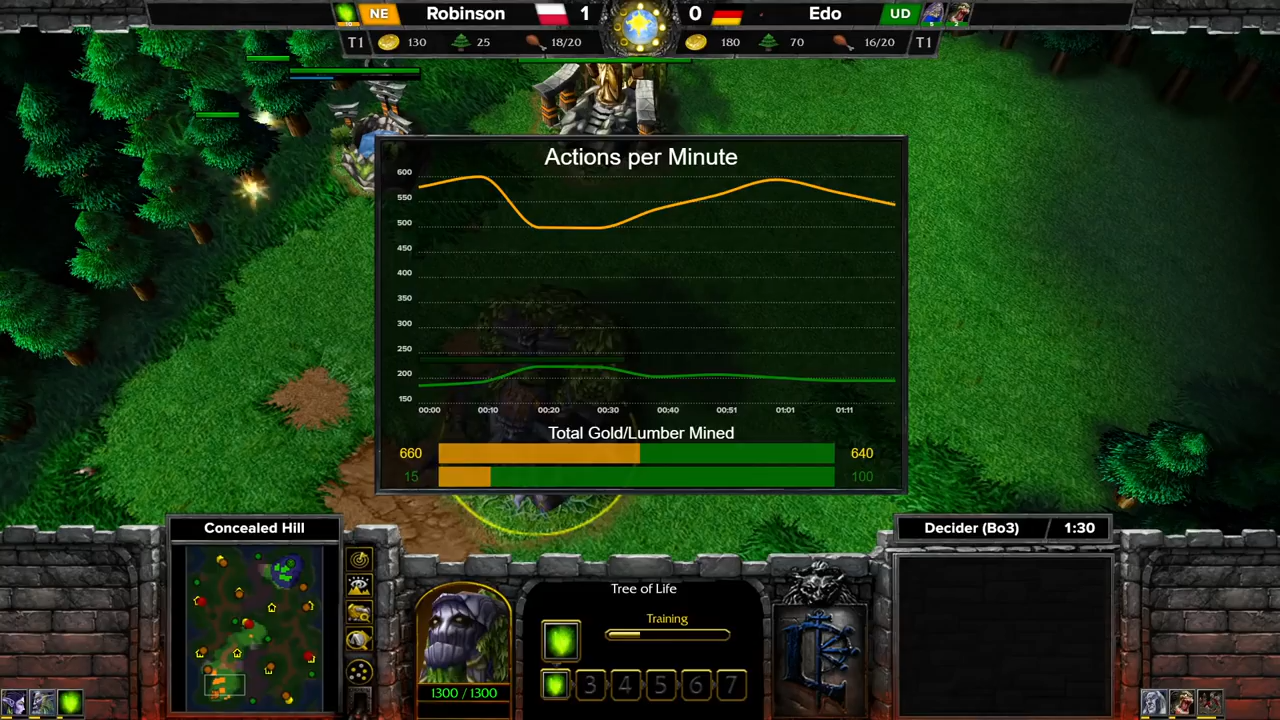 NE Robinson 1 0 Edo UD
T1 130 25 18/20 180 70 16/20 T1
Actions per Minute
600
550
500
450
400
350
300
250
200
150
00:00 00:10 00:20 00:30 00:40 00:51 01:01 01:11
Total Gold/Lumber Mined
660 640
15 100
Concealed Hill
Decider (Bo3) / 1:30
Tree of Life
Training
3 4 5 6 7
1300 / 1300